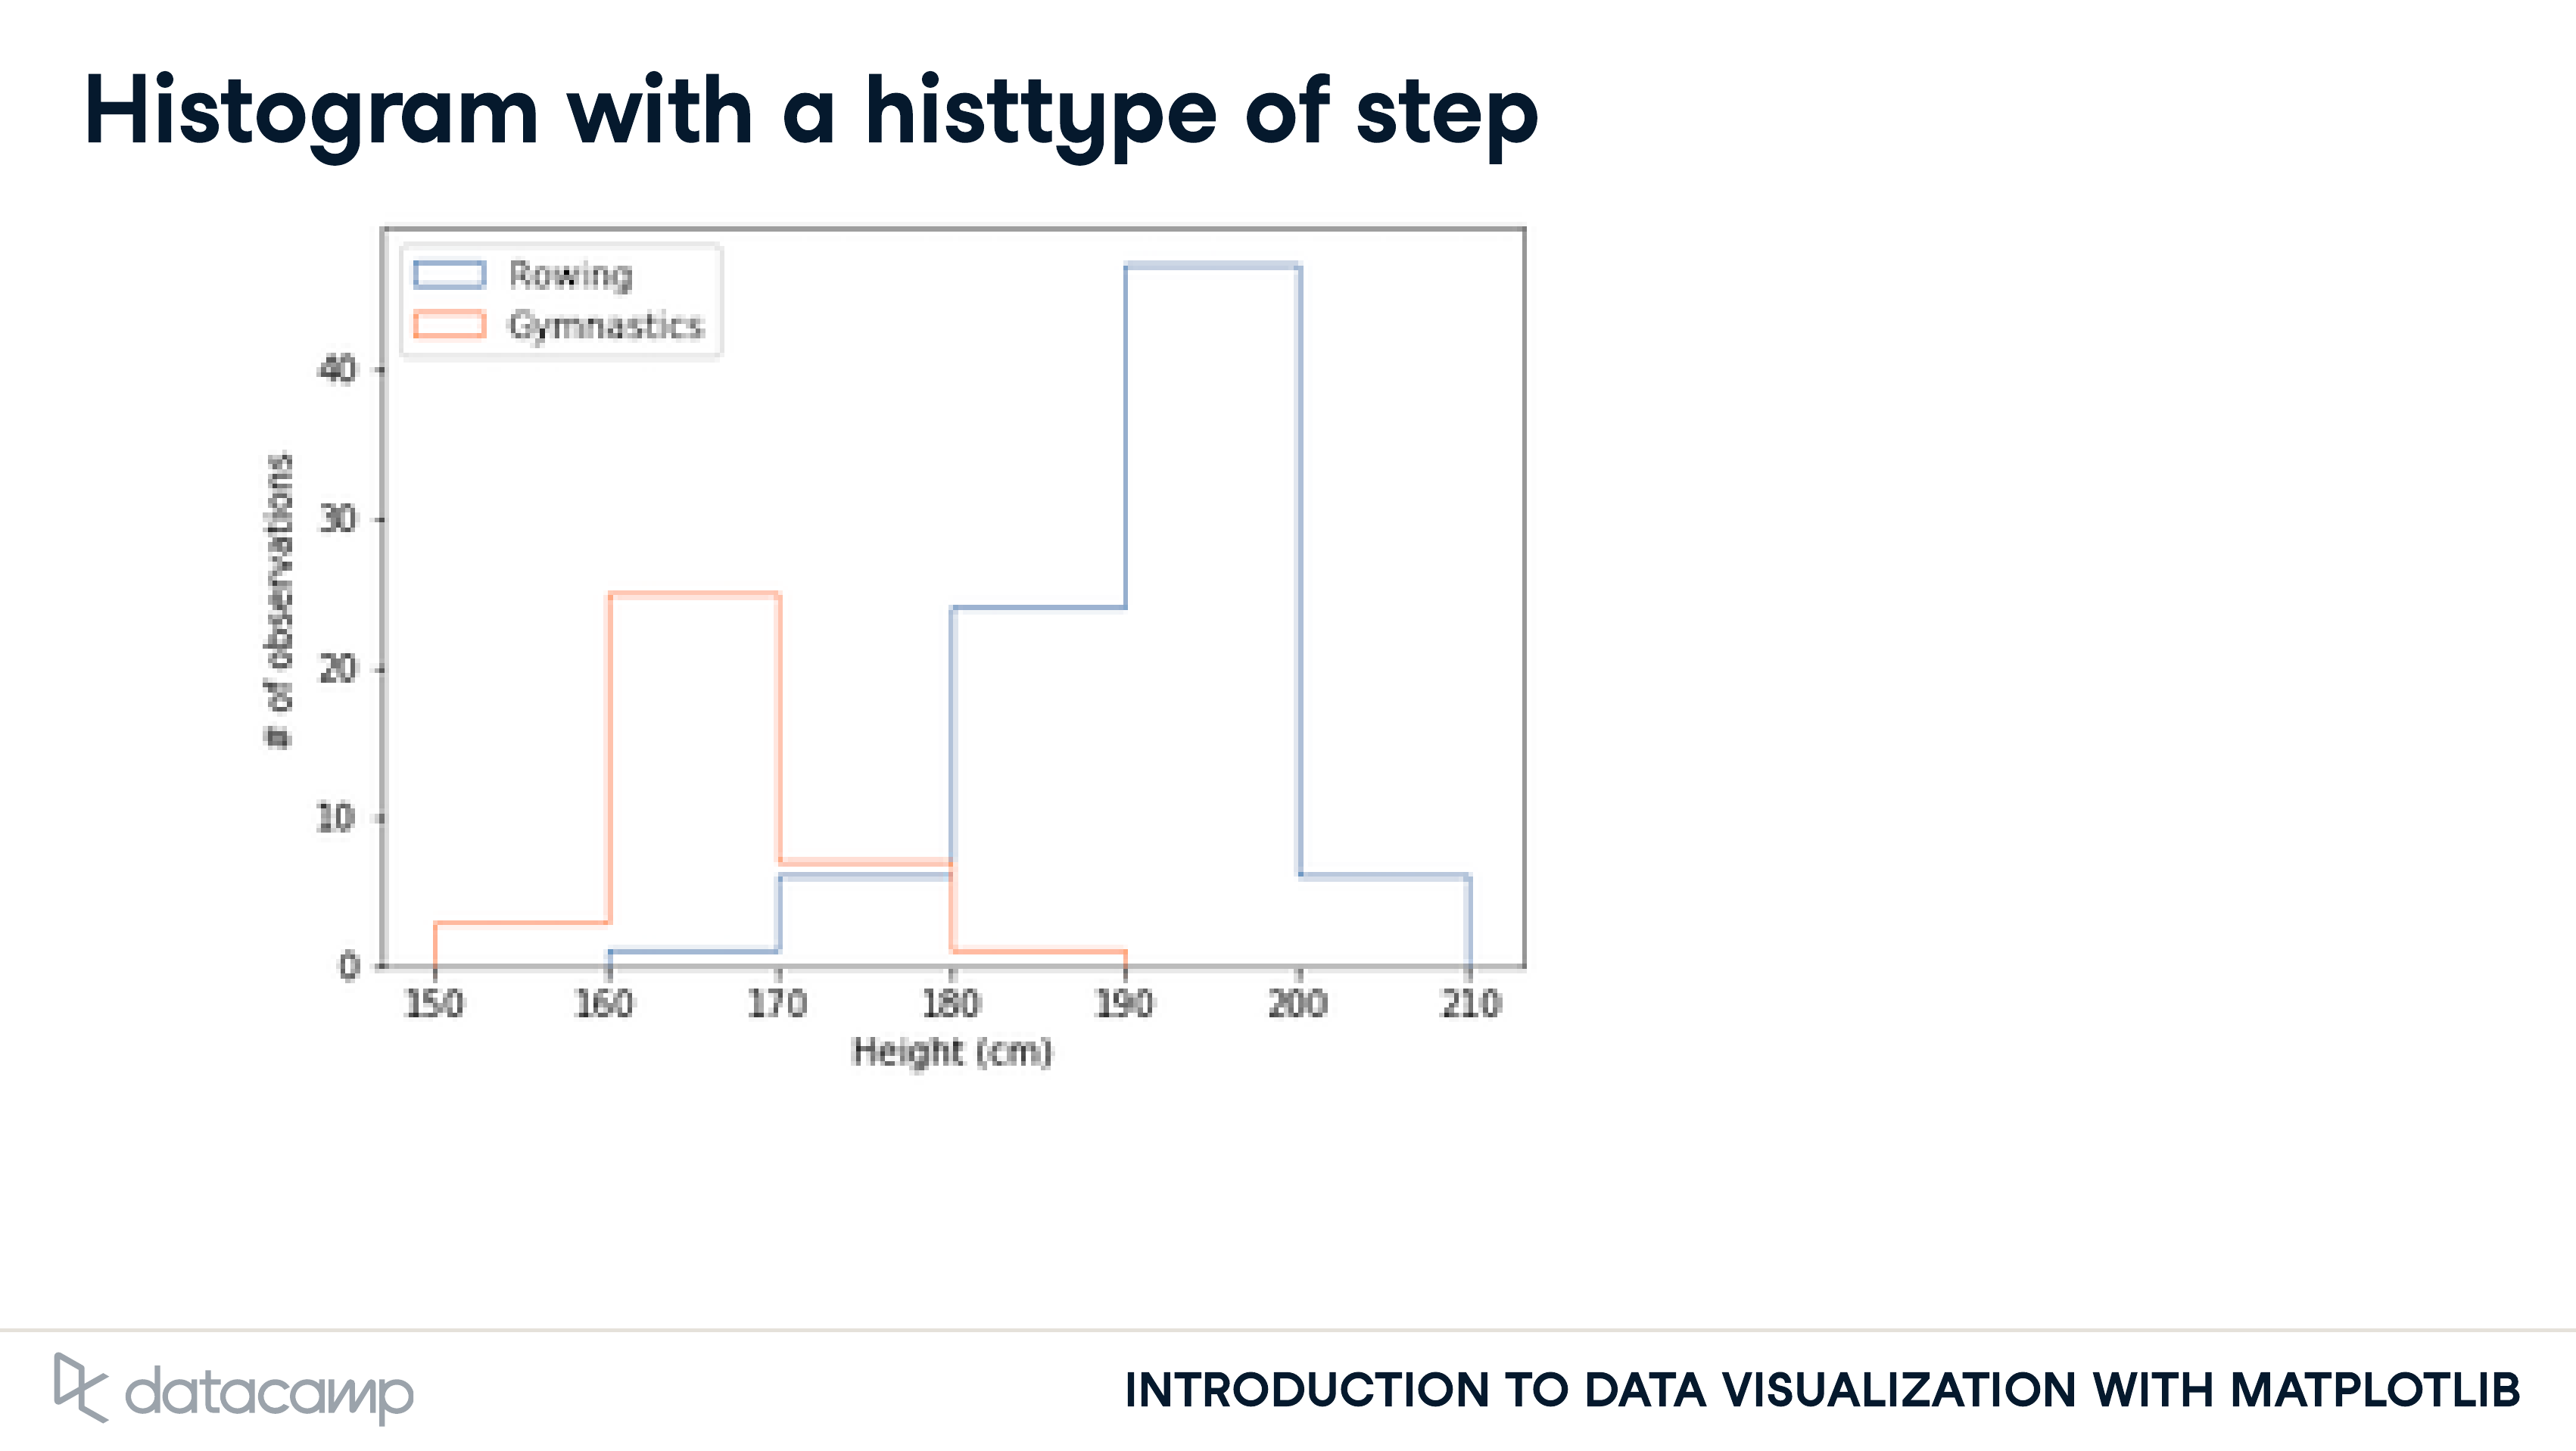 Histogram with a histtype of step
Rowing
Gymnastics
40
30
20
10
0
# of observations
150 160 170 180 190 200 210
Height (cm)
datacamp
INTRODUCTION TO DATA VISUALIZATION WITH MATPLOTLIB